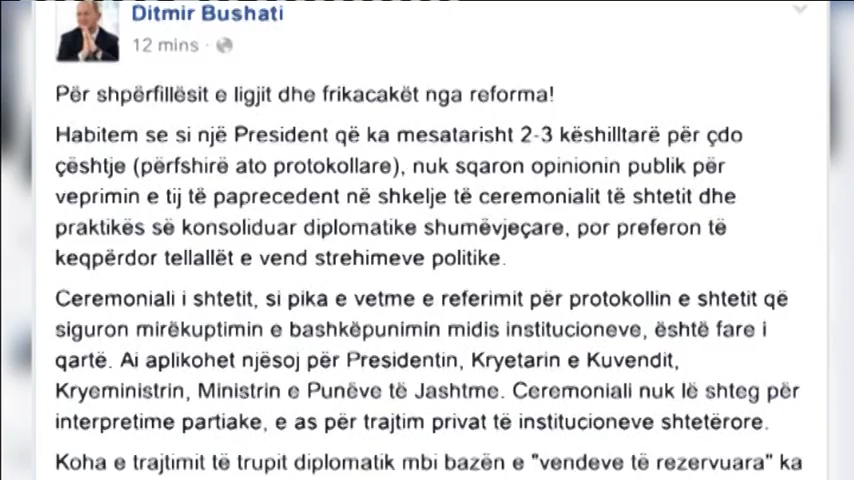 Ditmir Bushati
12 mins ·
Për shpërfillësit e ligjit dhe frikacakët nga reforma!
Habitem se si një President që ka mesatarisht 2-3 këshilltarë për çdo
çështje (përfshirë ato protokollare), nuk sqaron opinionin publik për
veprimin e tij të paprecedent në shkelje të ceremonialit të shtetit dhe
praktikës së konsoliduar diplomatike shumëvjeçare, por preferon të
keqpërdor tellallët e vend strehimeve politike.
Ceremoniali i shtetit, si pika e vetme e referimit për protokollin e shtetit që
siguron mirëkuptimin e bashkëpunimin midis institucioneve, është fare i
qartë. Ai aplikohet njësoj për Presidentin, Kryetarin e Kuvendit,
Kryeministrin, Ministrin e Punëve të Jashtme. Ceremoniali nuk lë shteg për
interpretime partiake, e as për trajtim privat të institucioneve shtetërore.
Koha e trajtimit të trupit diplomatik mbi bazën e "vendeve të rezervuara" ka